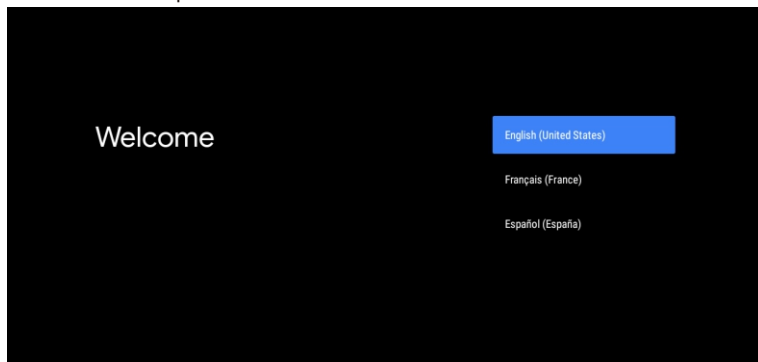 Welcome
English (United States)
Français (France)
Español (España)